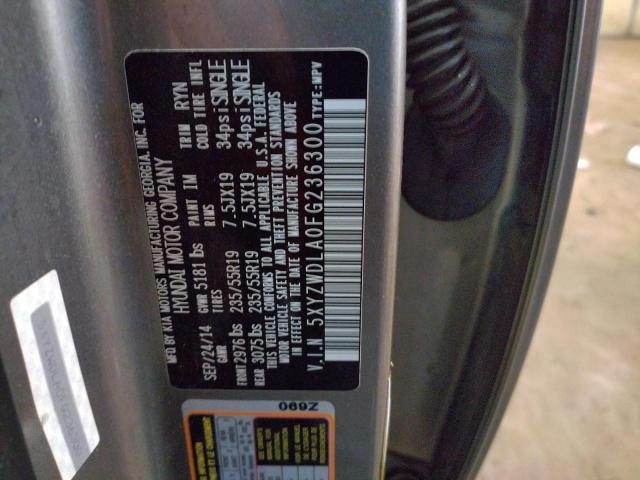 MFD BY KIA MOTORS MANUFACTURING GEORGIA, INC. FOR
HYUNDAI MOTOR COMPANY
SEP/24/14 GVWR 5181 lbs PAINT IM TRIM RYN
GAWR TIRES RIMS COLD TIRE INFL
FRONT 2976 lbs 235/55R19 7.5JX19 34psi SINGLE
REAR 3075 lbs 235/55R19 7.5JX19 34psi SINGLE
THIS VEHICLE CONFORMS TO ALL APPLICABLE U.S.A. FEDERAL
MOTOR VEHICLE SAFETY AND THEFT PREVENTION STANDARDS
IN EFFECT ON THE DATE OF MANUFACTURE SHOWN ABOVE
V.I.N 5XYZWDLA0FG236300 TYPE:MPV
069Z